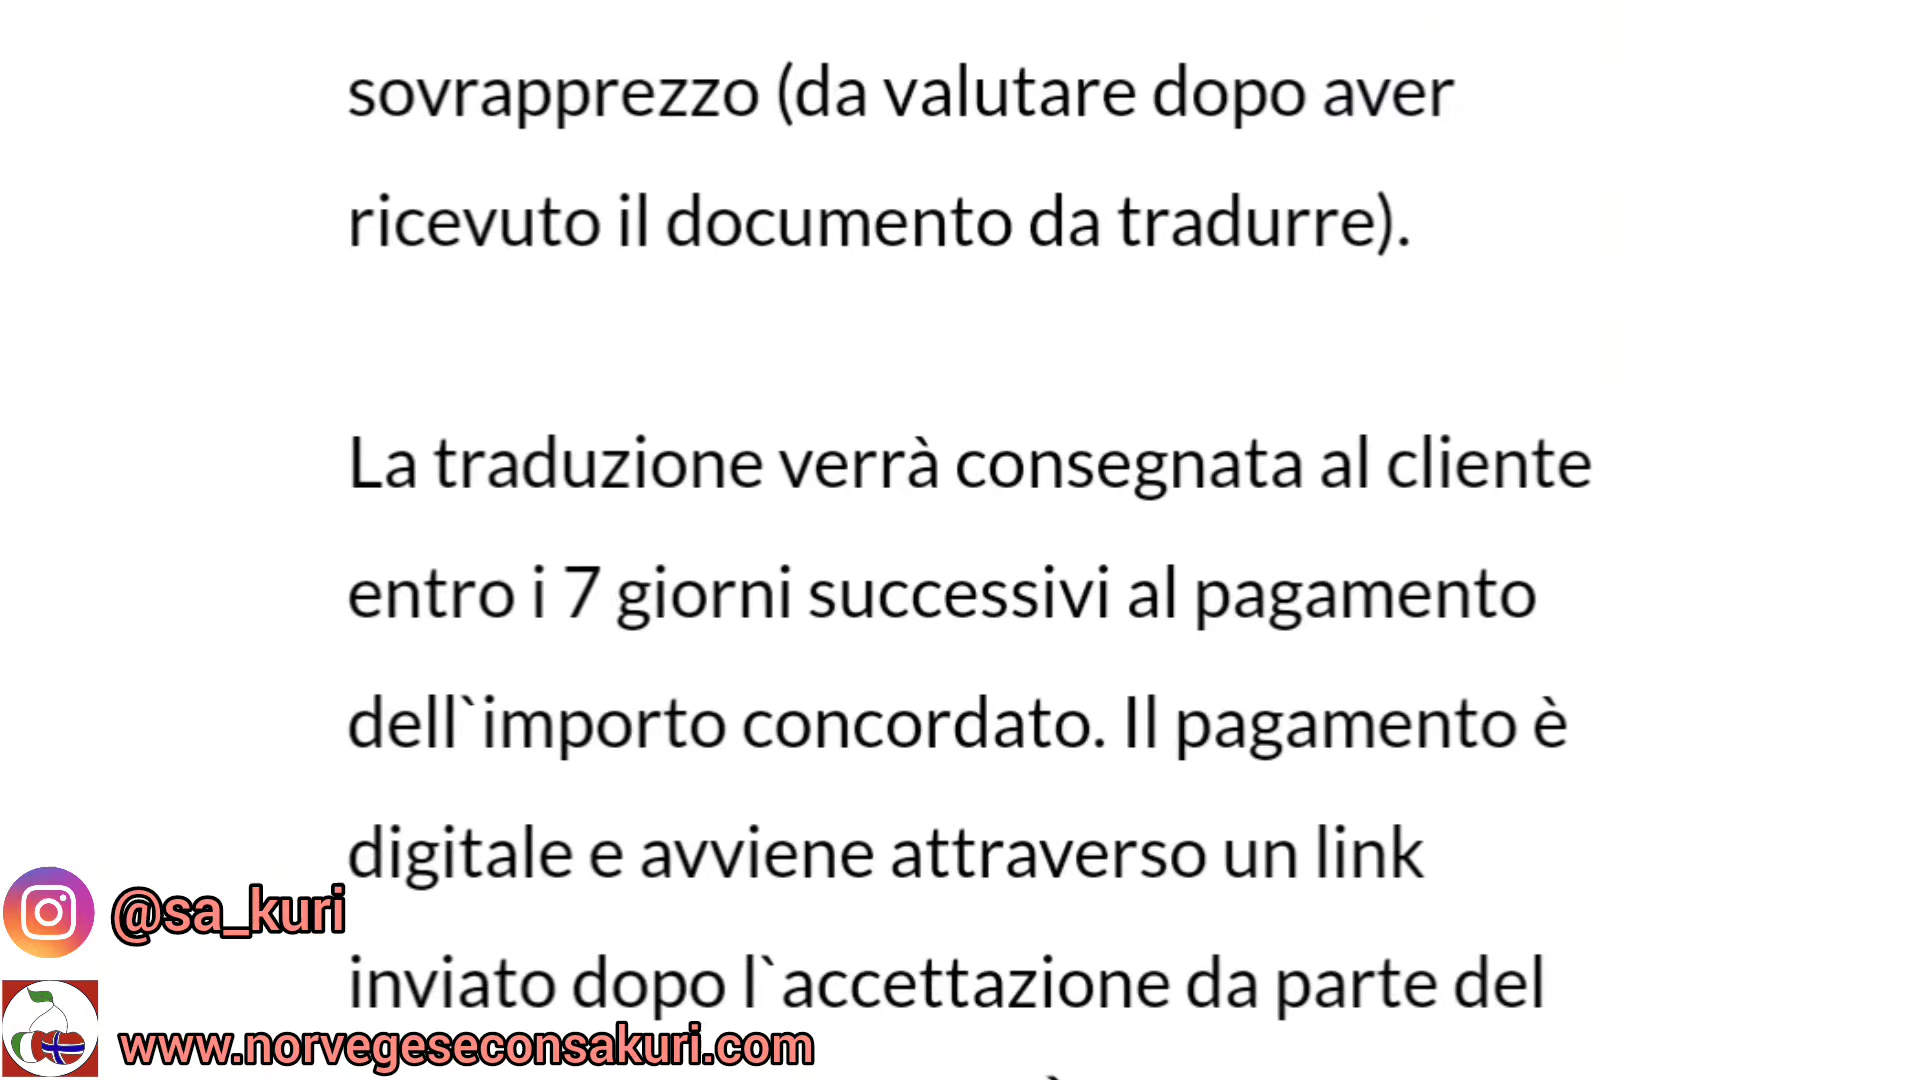 sovrapprezzo (da valutare dopo aver
ricevuto il documento da tradurre).
La traduzione verrà consegnata al cliente
entro i 7 giorni successivi al pagamento
dell`importo concordato. Il pagamento è
digitale e avviene attraverso un link
@sa_kuri
inviato dopo l`accettazione da parte del
www.norvegeseconsakuri.com